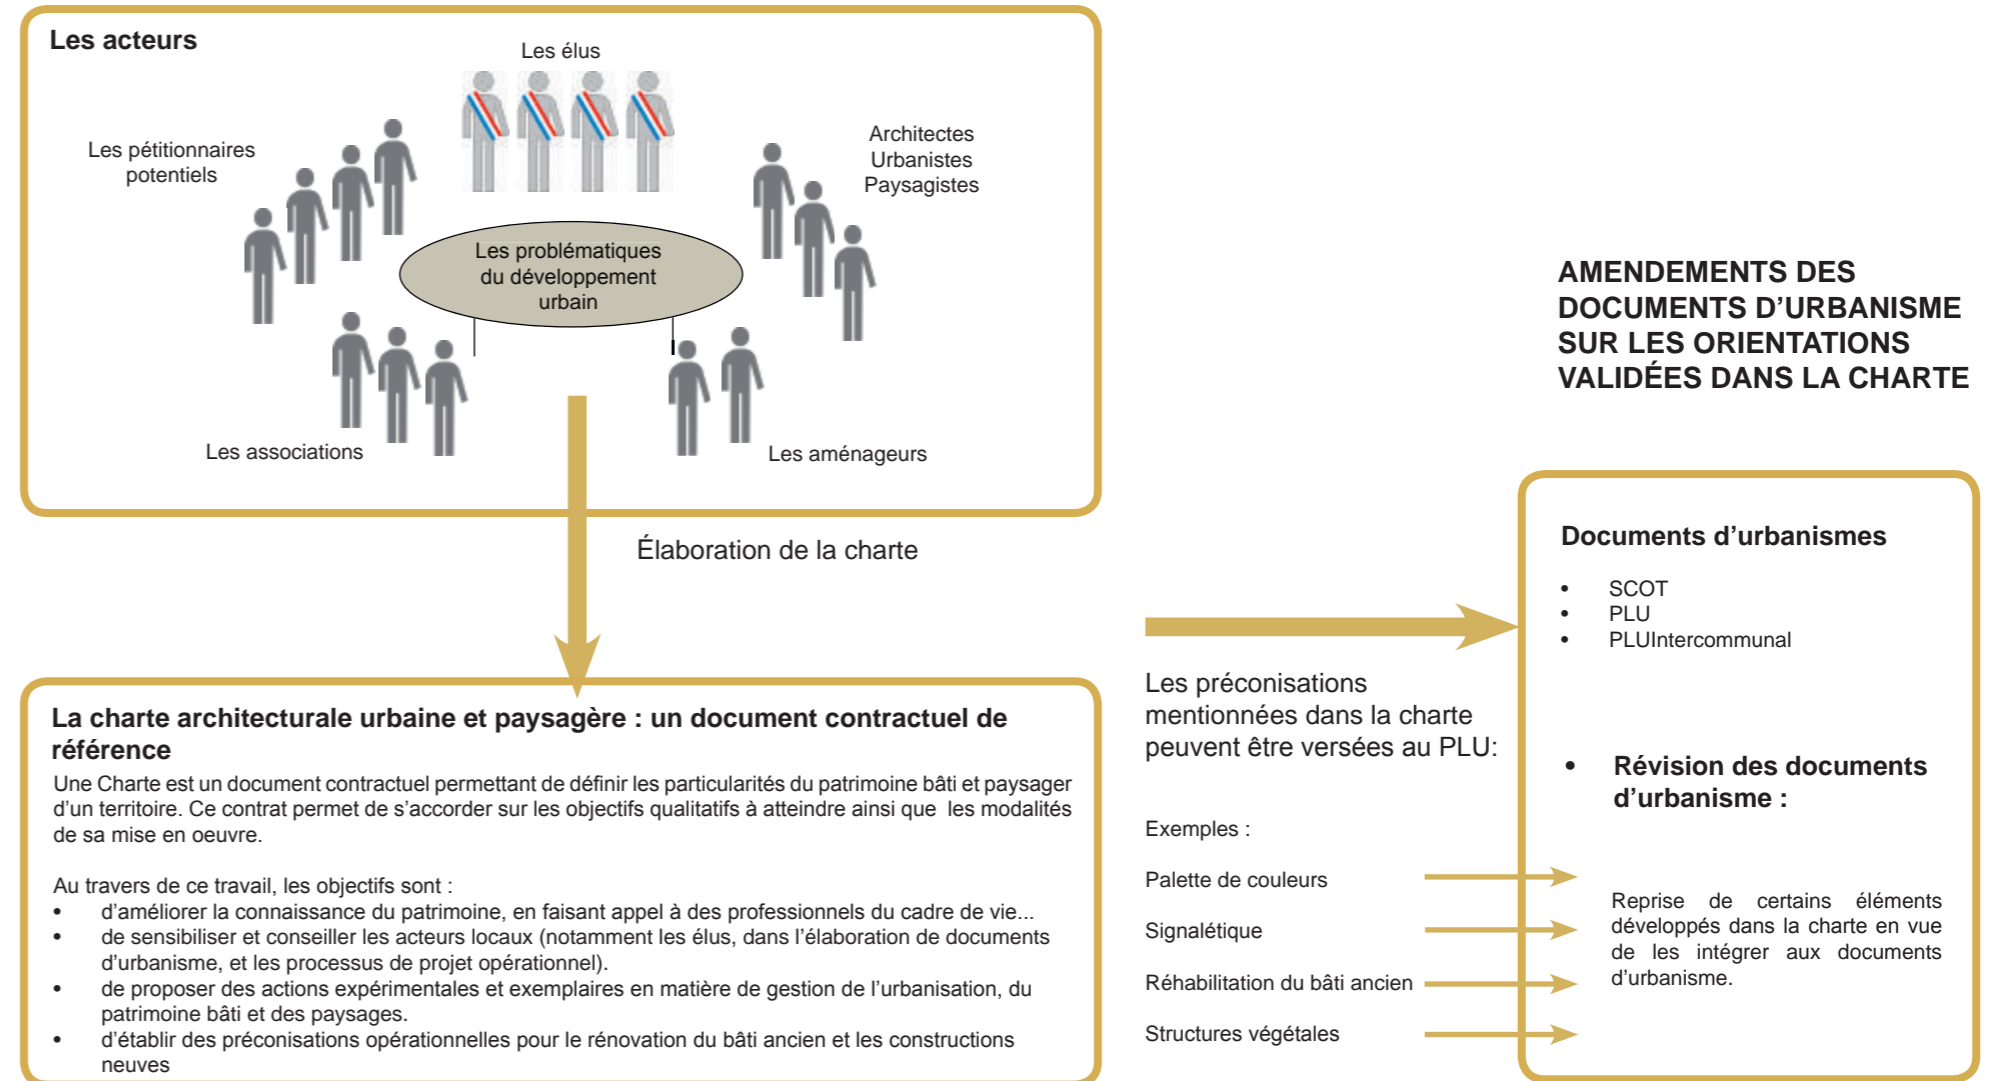 Les acteurs
Les élus
Les pétitionnaires
potentiels
Architectes
Urbanistes
Paysagistes
Les problématiques
du développement
urbain
Les associations
Les aménageurs
Élaboration de la charte
La charte architecturale urbaine et paysagère : un document contractuel de
référence
Une Charte est un document contractuel permettant de définir les particularités du patrimoine bâti et paysager
d'un territoire. Ce contrat permet de s'accorder sur les objectifs qualitatifs à atteindre ainsi que les modalités
de sa mise en oeuvre.
Au travers de ce travail, les objectifs sont :
• d'améliorer la connaissance du patrimoine, en faisant appel à des professionnels du cadre de vie...
• de sensibiliser et conseiller les acteurs locaux (notamment les élus, dans l'élaboration de documents
d'urbanisme, et les processus de projet opérationnel).
• de proposer des actions expérimentales et exemplaires en matière de gestion de l'urbanisation, du
patrimoine bâti et des paysages.
• d'établir des préconisations opérationnelles pour le rénovation du bâti ancien et les constructions
neuves
Les préconisations
mentionnées dans la charte
peuvent être versées au PLU:
Exemples :
Palette de couleurs
Signalétique
Réhabilitation du bâti ancien
Structures végétales
AMENDEMENTS DES
DOCUMENTS D'URBANISME
SUR LES ORIENTATIONS
VALIDÉES DANS LA CHARTE
Documents d'urbanismes
• SCOT
• PLU
• PLUIntercommunal
• Révision des documents
d'urbanisme :
Reprise de certains éléments
développés dans la charte en vue
de les intégrer aux documents
d'urbanisme.